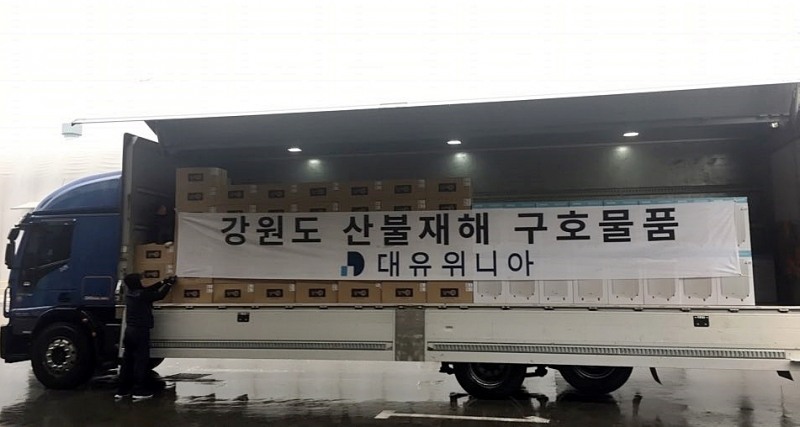 강원도 산불재해 구호물품
대유위니아